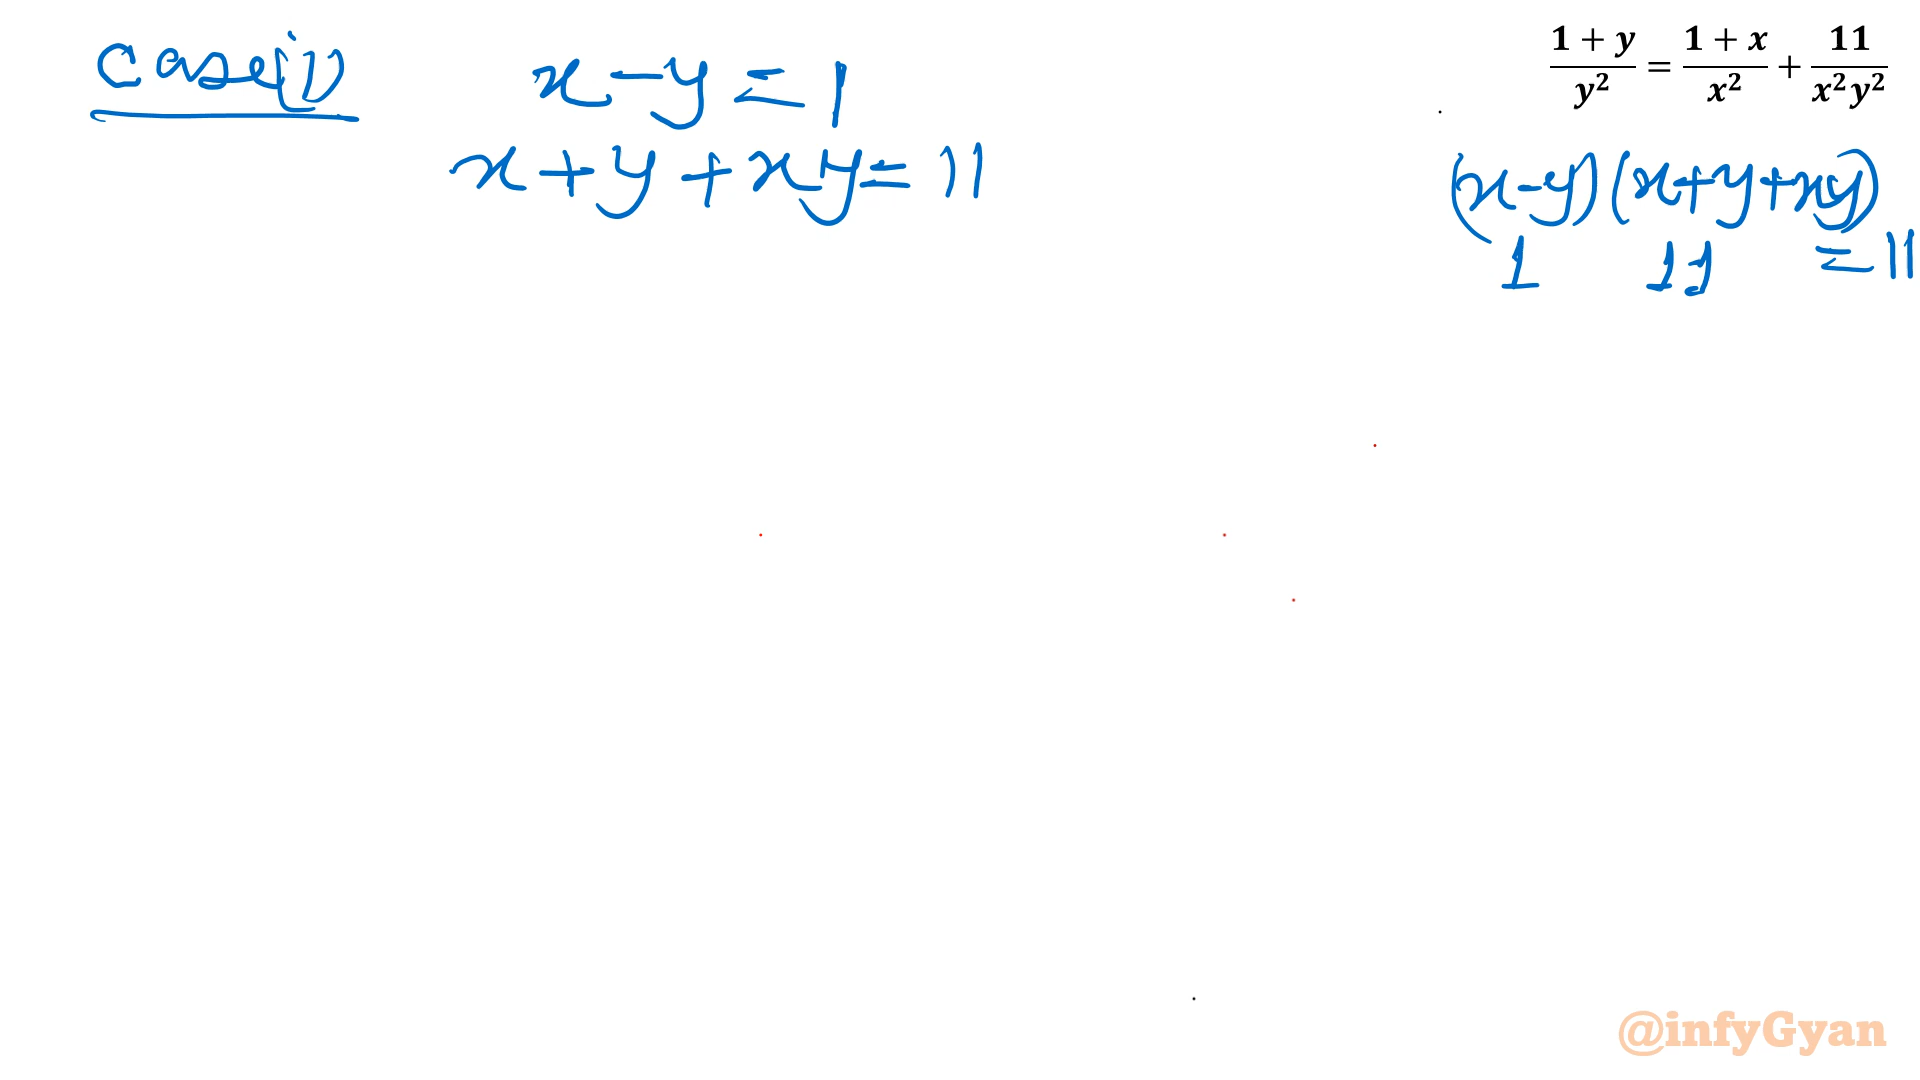 case(i)
x - y = 1
x + y + xy = 11
(1 + y)/y² = (1 + x)/x² + 11/(x²y²)
(x-y)(x+y+xy)
1 11 = 11
@infyGyan